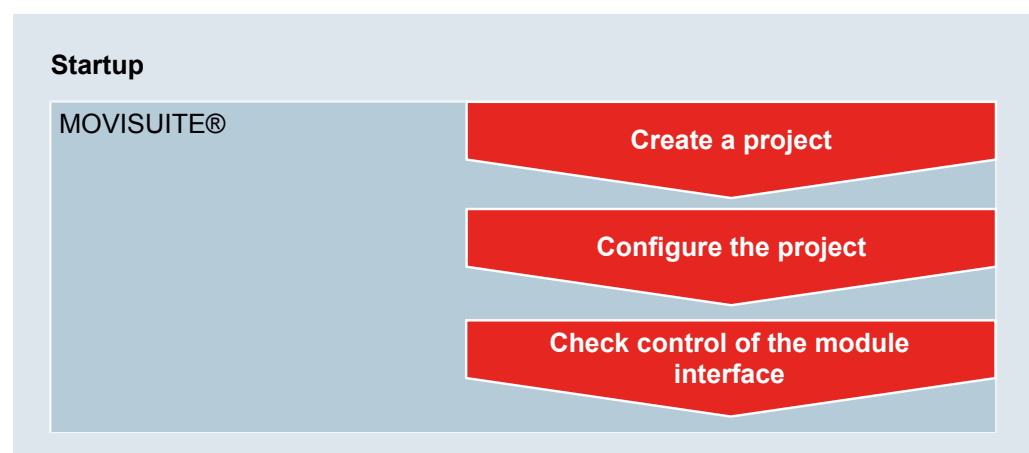 Startup
MOVISUITE®
Create a project
Configure the project
Check control of the module
interface